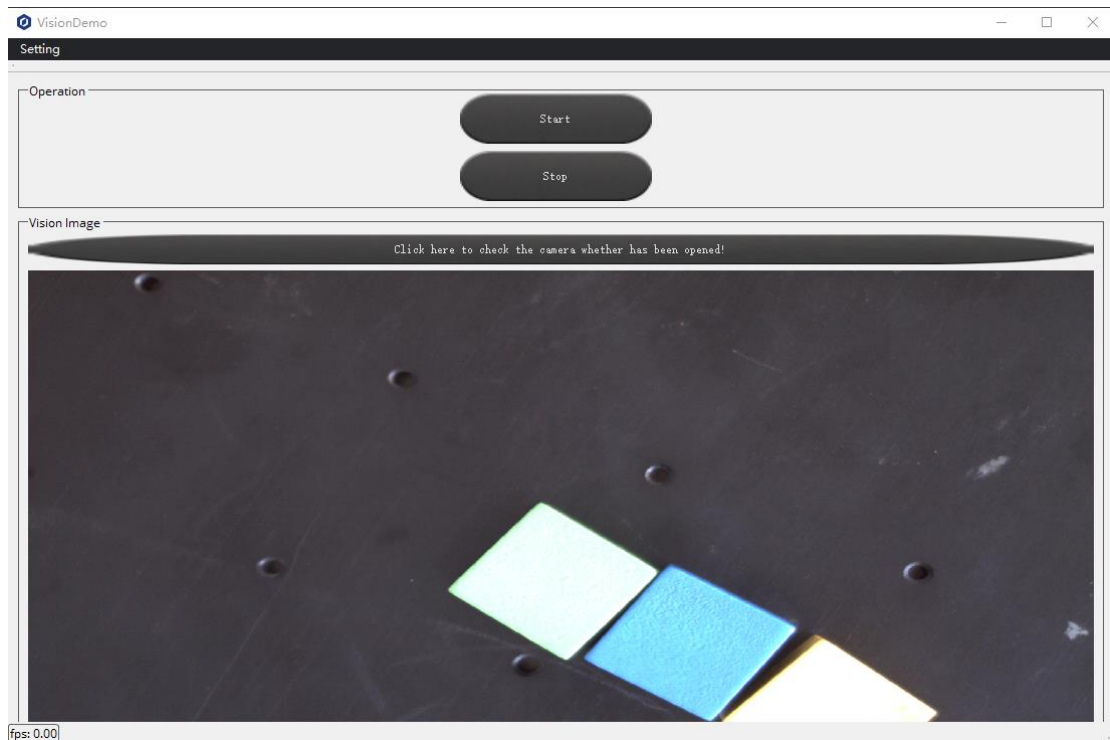 VisionDemo
Setting
Operation
Start
Stop
Vision Image
Click here to check the camera whether has been opened!
fps: 0.00